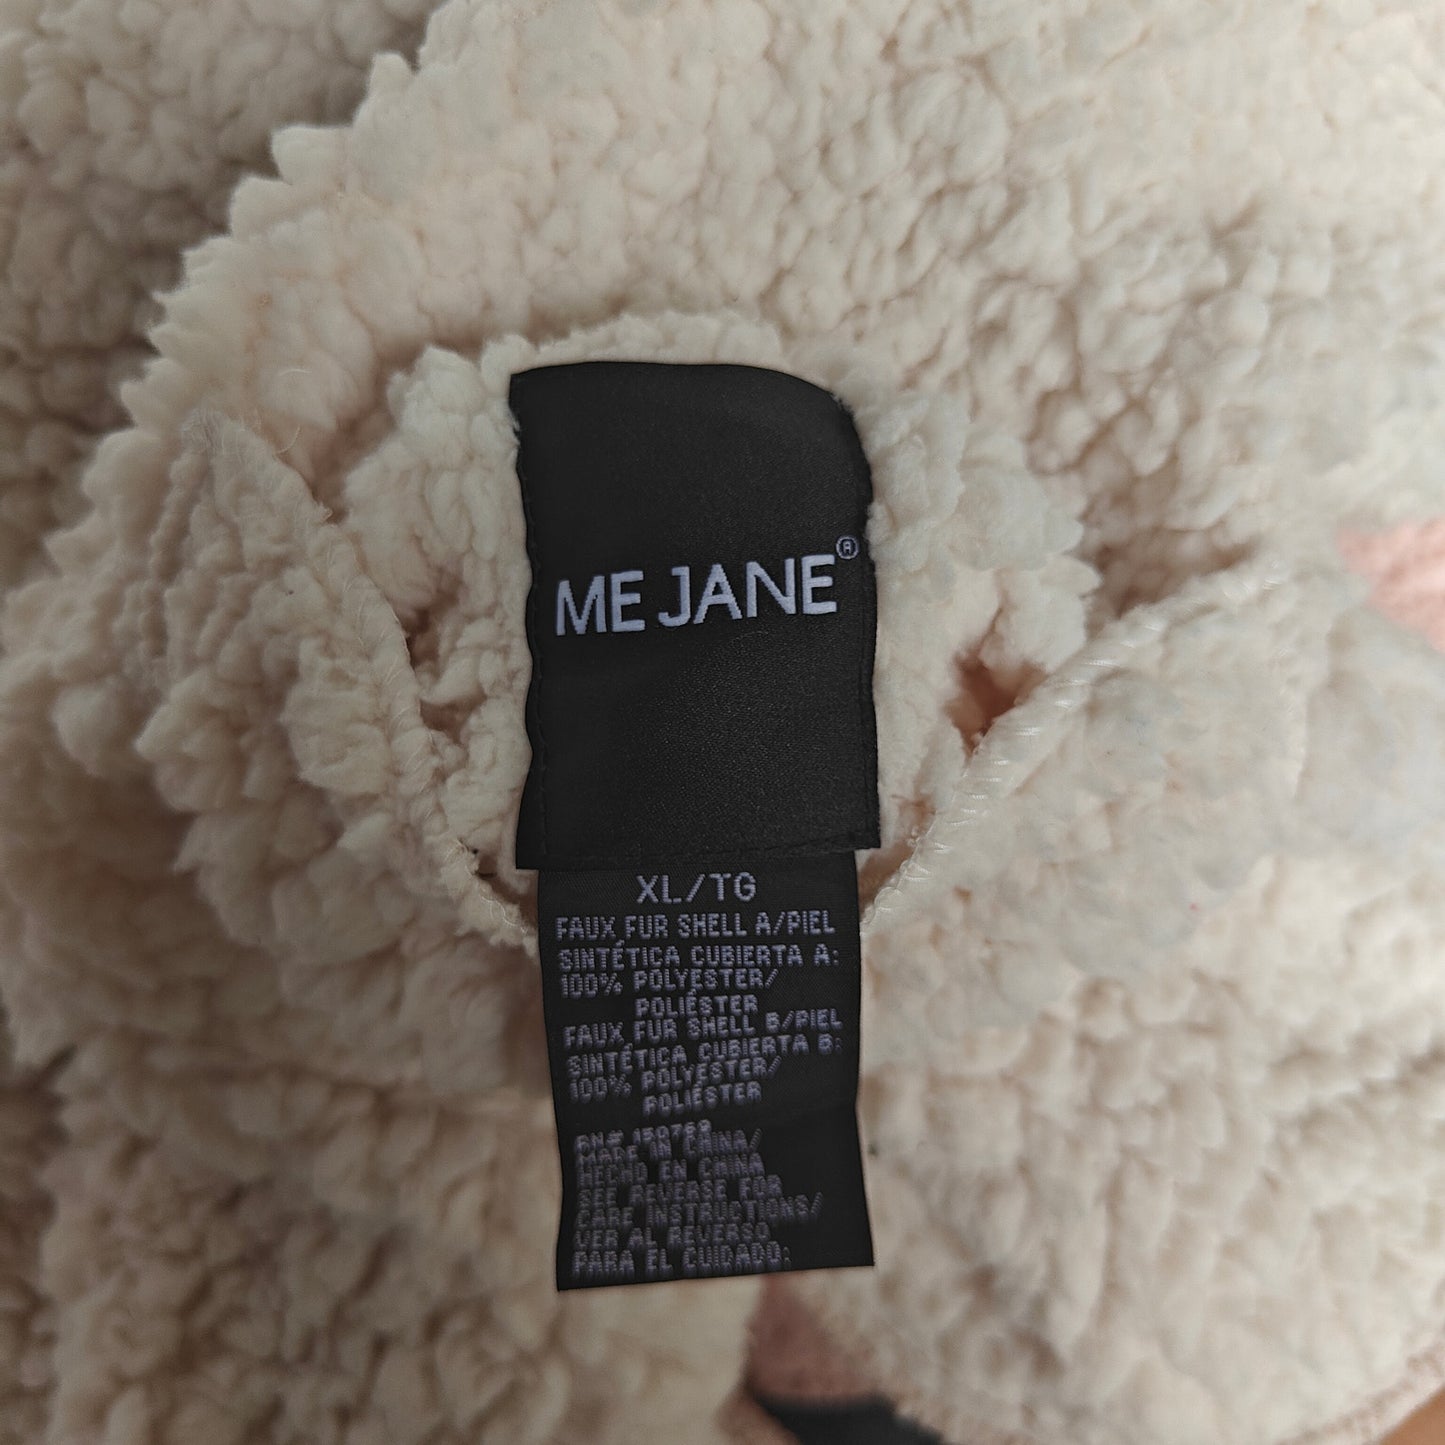 ME JANE®
XL/TG
FAUX FUR SHELL A/PIEL
SINTÉTICA CUBIERTA A:
100% POLYESTER/
POLIÉSTER
FAUX FUR SHELL B/PIEL
SINTÉTICA CUBIERTA B:
100% POLYESTER/
POLIÉSTER
RN# 150769
MADE IN CHINA/
HECHO EN CHINA
SEE REVERSE FOR
CARE INSTRUCTIONS/
VER AL REVERSO
PARA EL CUIDADO: